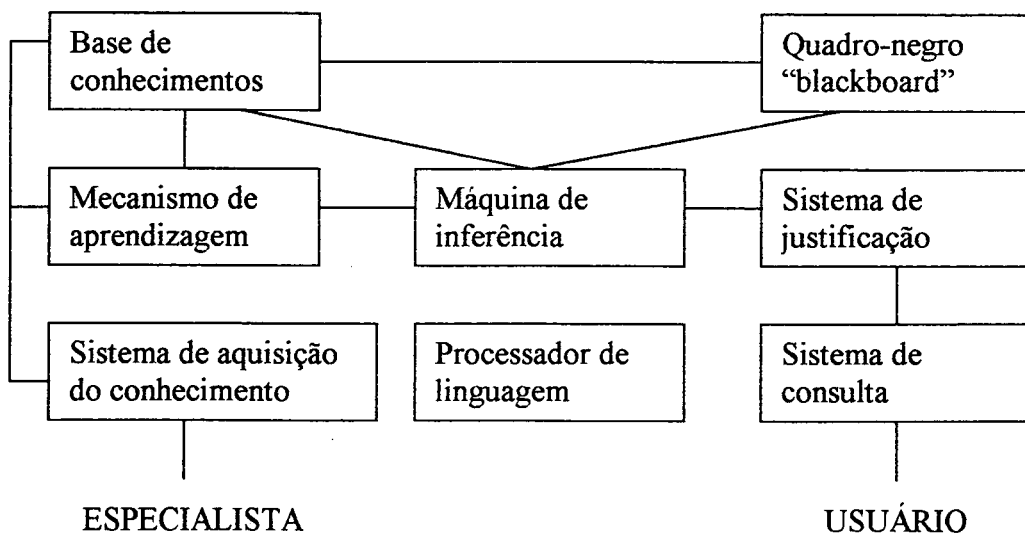 Base de
conhecimentos
Quadro-negro
“blackboard”
Mecanismo de
aprendizagem
Máquina de
inferência
Sistema de
justificação
Sistema de aquisição
do conhecimento
Processador de
linguagem
Sistema de
consulta
ESPECIALISTA
USUÁRIO